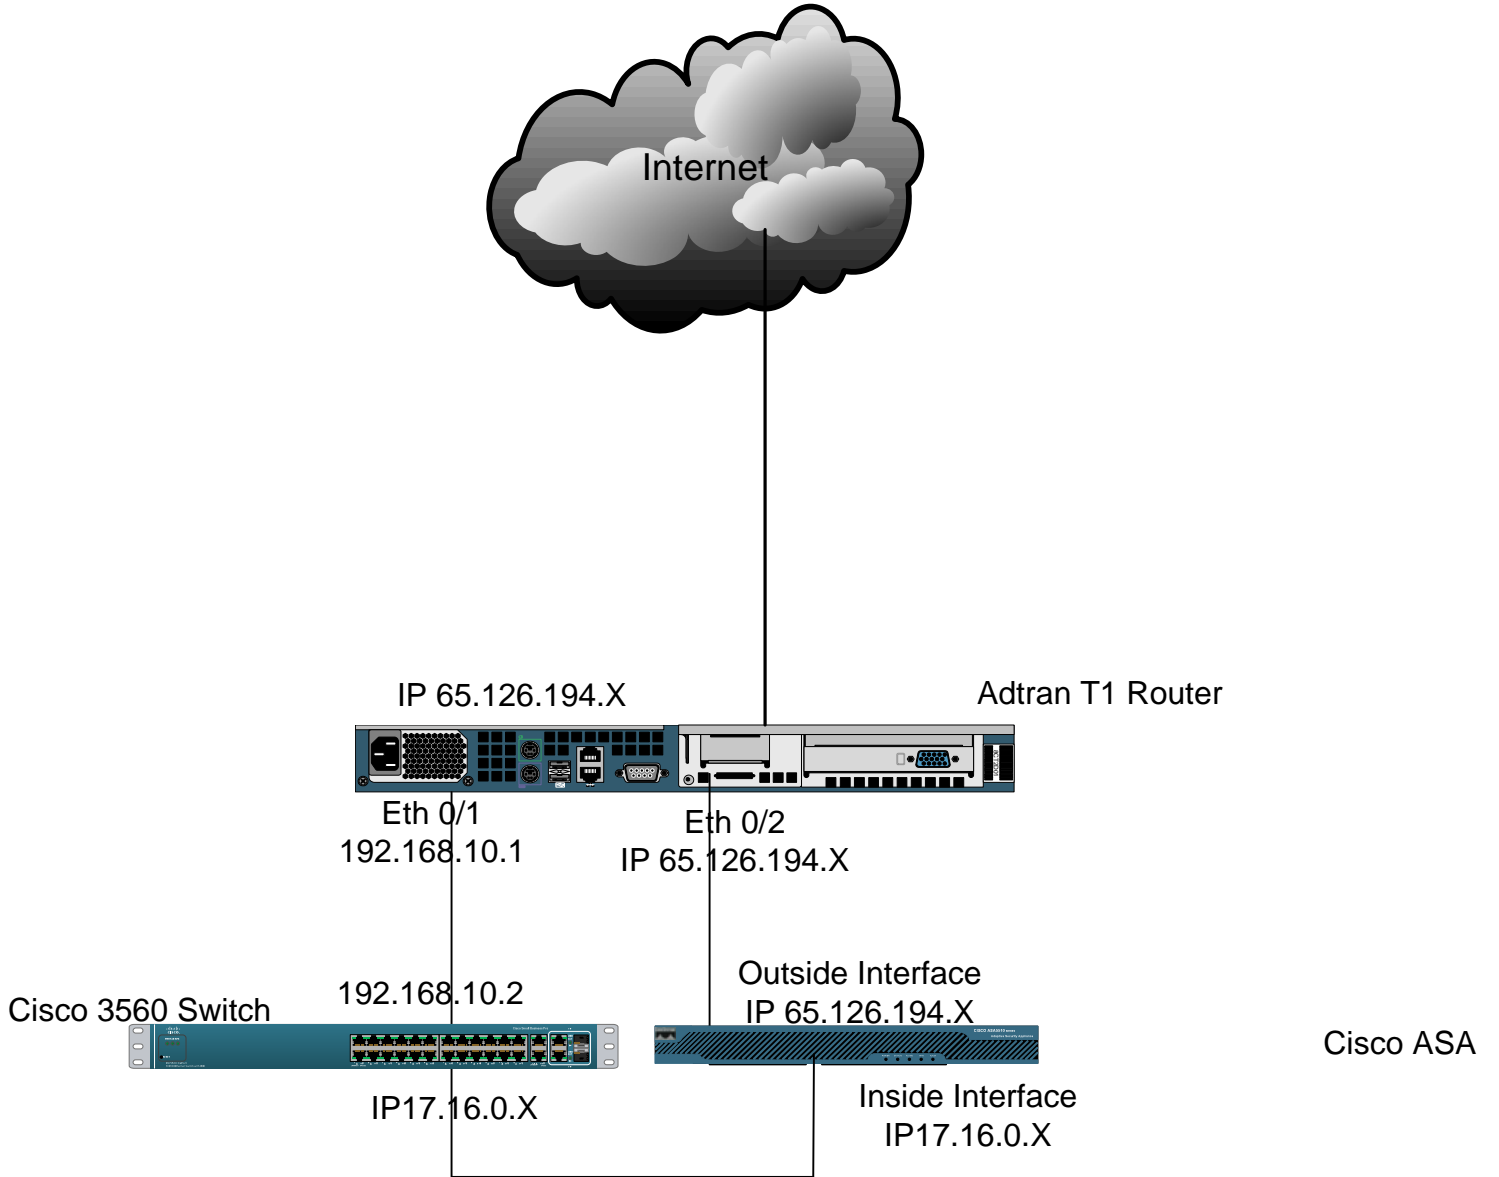 Internet
IP 65.126.194.X
Adtran T1 Router
Eth 0/1
192.168.10.1
Eth 0/2
IP 65.126.194.X
Cisco 3560 Switch
192.168.10.2
Outside Interface
IP 65.126.194.X
Cisco ASA
IP17.16.0.X
Inside Interface
IP17.16.0.X